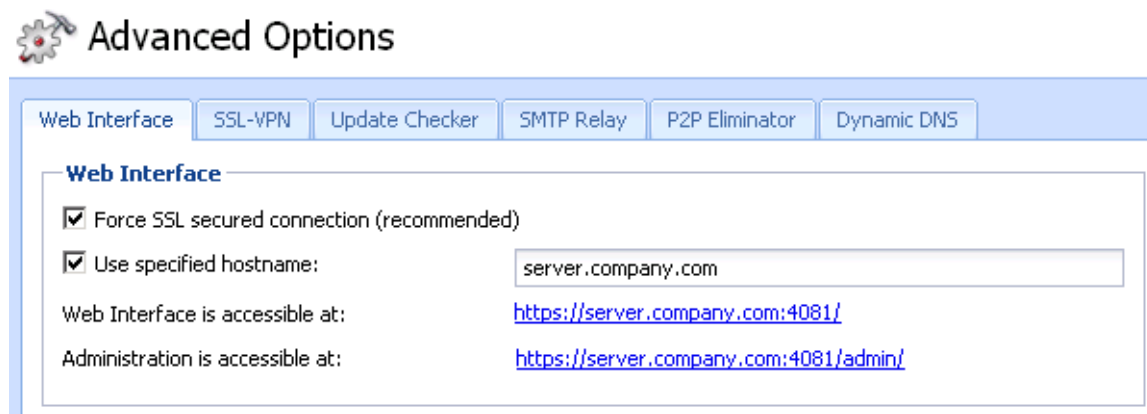 Advanced Options
Web Interface SSL-VPN Update Checker SMTP Relay P2P Eliminator Dynamic DNS
Web Interface
Force SSL secured connection (recommended)
Use specified hostname: server.company.com
Web Interface is accessible at: https://server.company.com:4081/
Administration is accessible at: https://server.company.com:4081/admin/